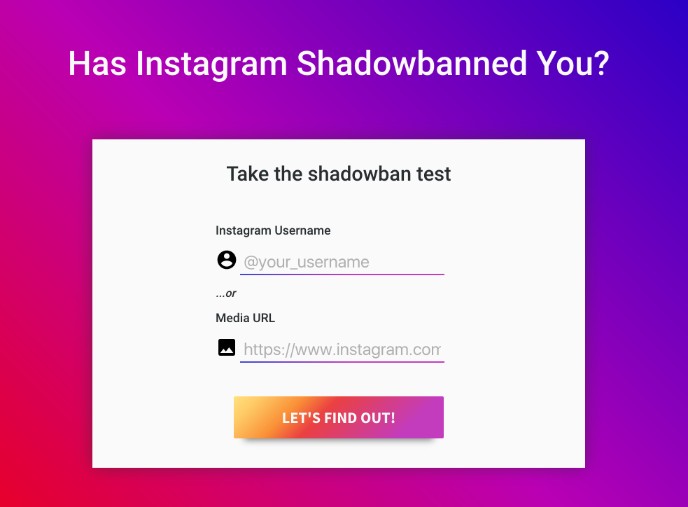 Has Instagram Shadowbanned You?
Take the shadowban test
Instagram Username
@your_username
...or
Media URL
https://www.instagram.com
LET'S FIND OUT!